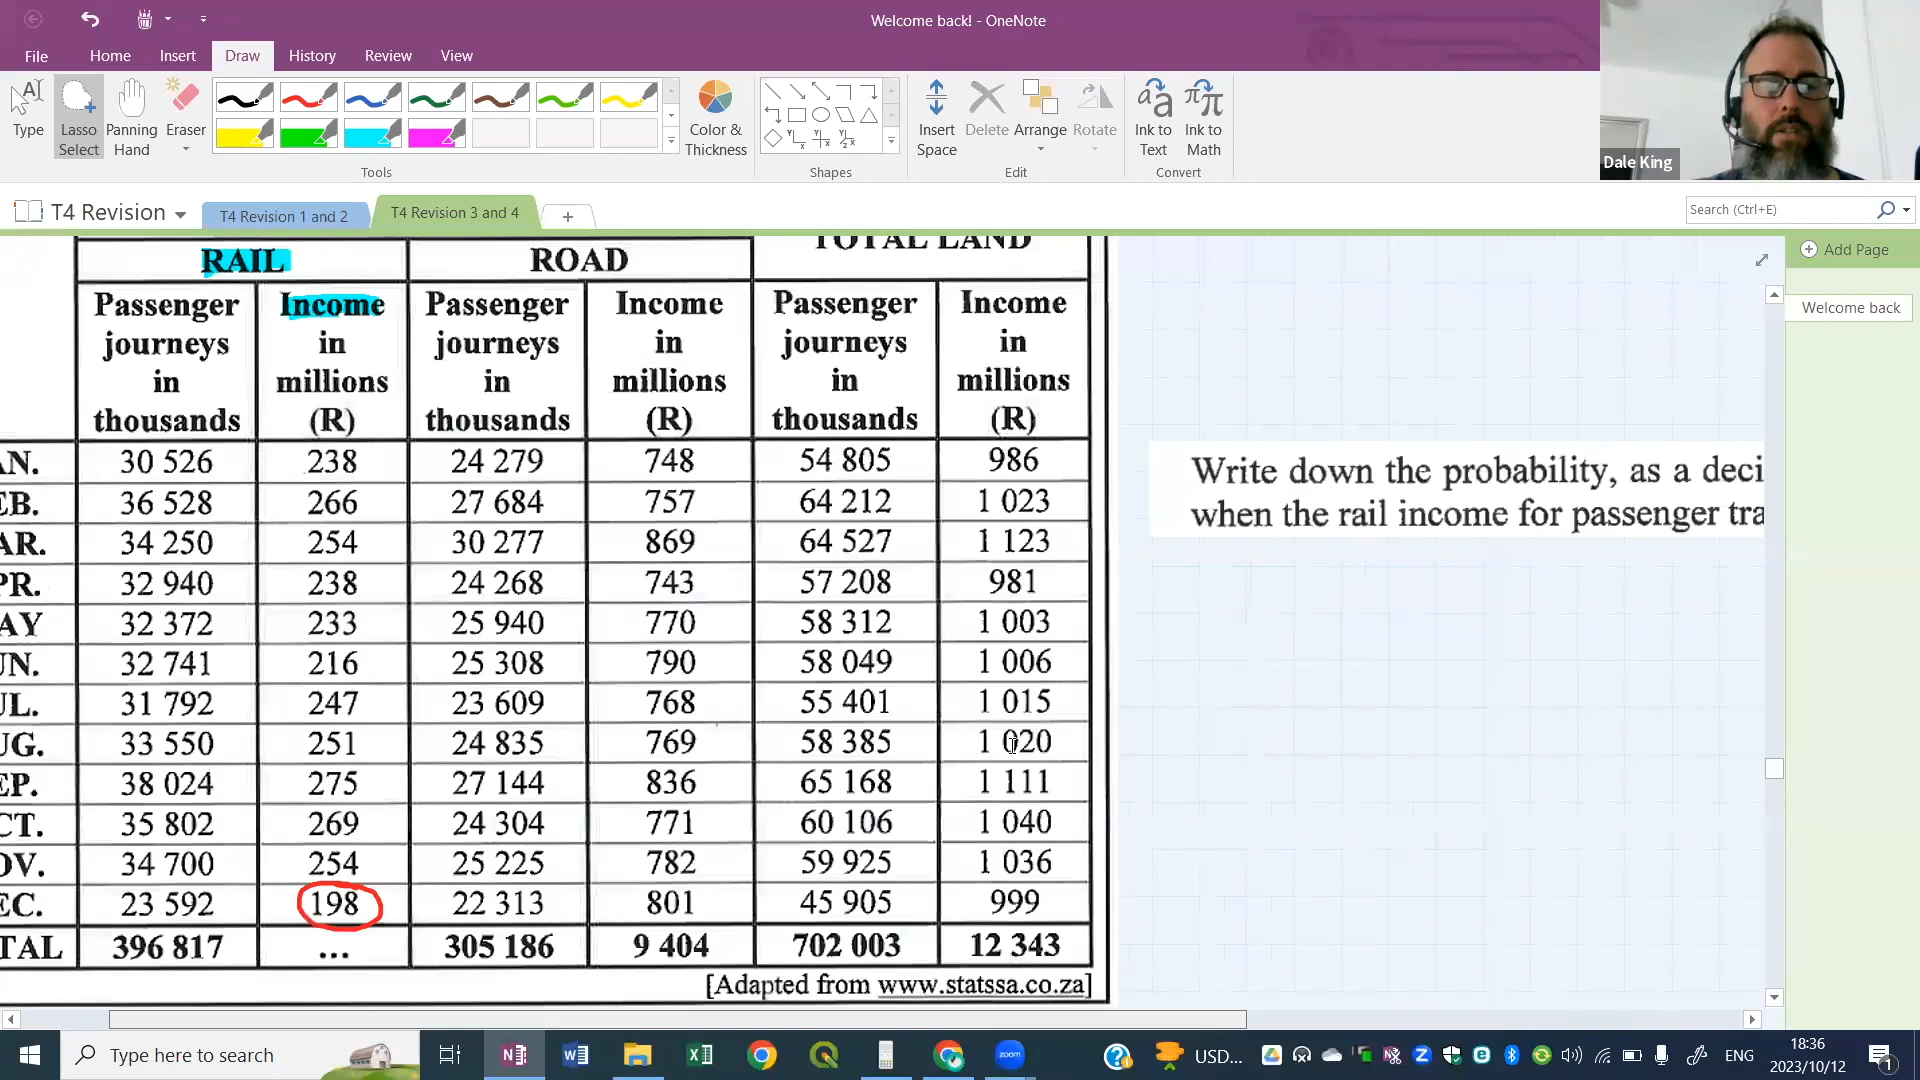 Welcome back! - OneNote
File Home Insert Draw History Review View
Type
Lasso Select
Panning Hand
Eraser
Color & Thickness
Insert Space
Delete
Arrange
Rotate
Ink to Text
Ink to Math
Tools Shapes Edit Convert
Dale King
T4 Revision T4 Revision 1 and 2 T4 Revision 3 and 4
Search (Ctrl+E)
Add Page
Welcome back
RAIL ROAD TOTAL LAND
Passenger Income Passenger Income Passenger Income
journeys in journeys in journeys in
in millions in millions in millions
thousands (R) thousands (R) thousands (R)
AN. 30 526 238 24 279 748 54 805 986
EB. 36 528 266 27 684 757 64 212 1 023
AR. 34 250 254 30 277 869 64 527 1 123
PR. 32 940 238 24 268 743 57 208 981
AY 32 372 233 25 940 770 58 312 1 003
UN. 32 741 216 25 308 790 58 049 1 006
UL. 31 792 247 23 609 768 55 401 1 015
UG. 33 550 251 24 835 769 58 385 1 020
EP. 38 024 275 27 144 836 65 168 1 111
CT. 35 802 269 24 304 771 60 106 1 040
OV. 34 700 254 25 225 782 59 925 1 036
EC. 23 592 198 22 313 801 45 905 999
TAL 396 817 ... 305 186 9 404 702 003 12 343
[Adapted from www.statssa.co.za]
Write down the probability, as a deci
when the rail income for passenger tra
Type here to search
zoom
USD...
ENG
18:36
2023/10/12
1